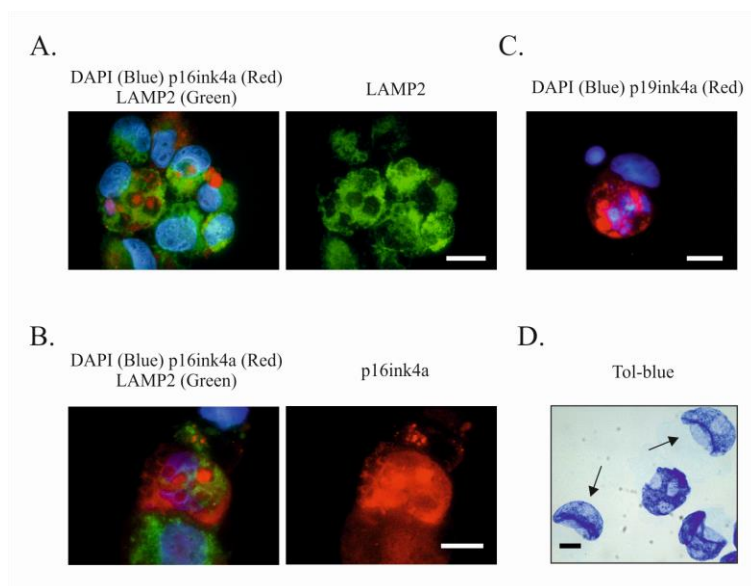 A.
DAPI (Blue) p16ink4a (Red)
LAMP2 (Green)
LAMP2
C.
DAPI (Blue) p19ink4a (Red)
B.
DAPI (Blue) p16ink4a (Red)
LAMP2 (Green)
p16ink4a
D.
Tol-blue